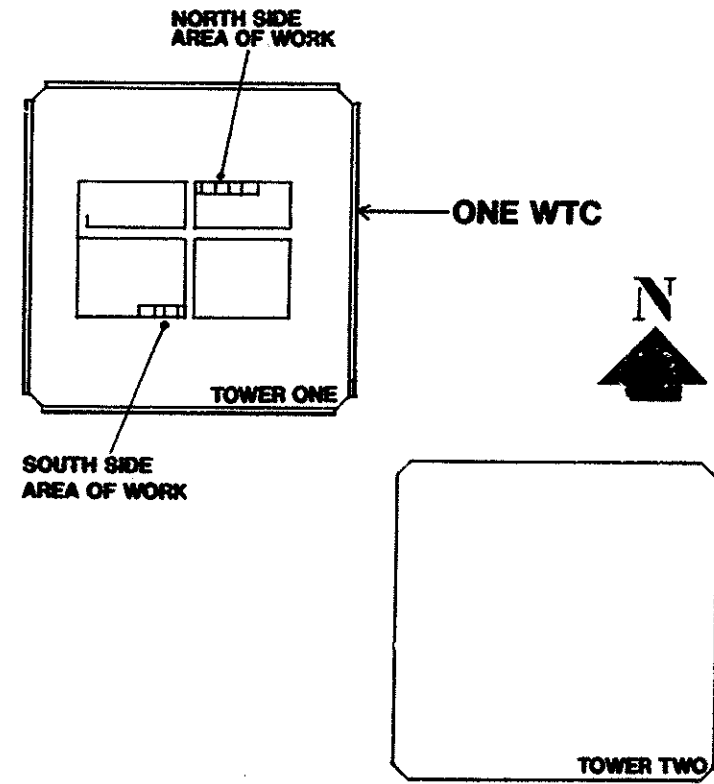 NORTH SIDE
AREA OF WORK
ONE WTC
N
TOWER ONE
SOUTH SIDE
AREA OF WORK
TOWER TWO